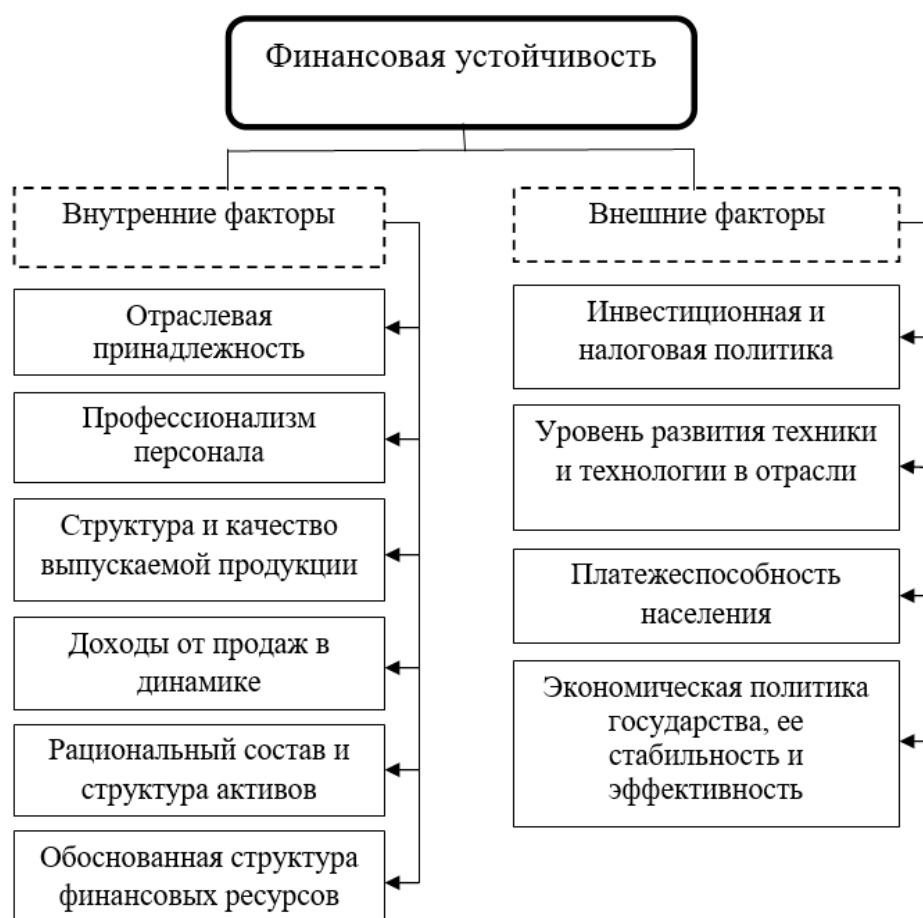 Финансовая устойчивость
Внутренние факторы
Отраслевая
принадлежность
Профессионализм
персонала
Структура и качество
выпускаемой продукции
Доходы от продаж в
динамике
Рациональный состав и
структура активов
Обоснованная структура
финансовых ресурсов
Внешние факторы
Инвестиционная и
налоговая политика
Уровень развития техники
и технологии в отрасли
Платежеспособность
населения
Экономическая политика
государства, ее
стабильность и
эффективность